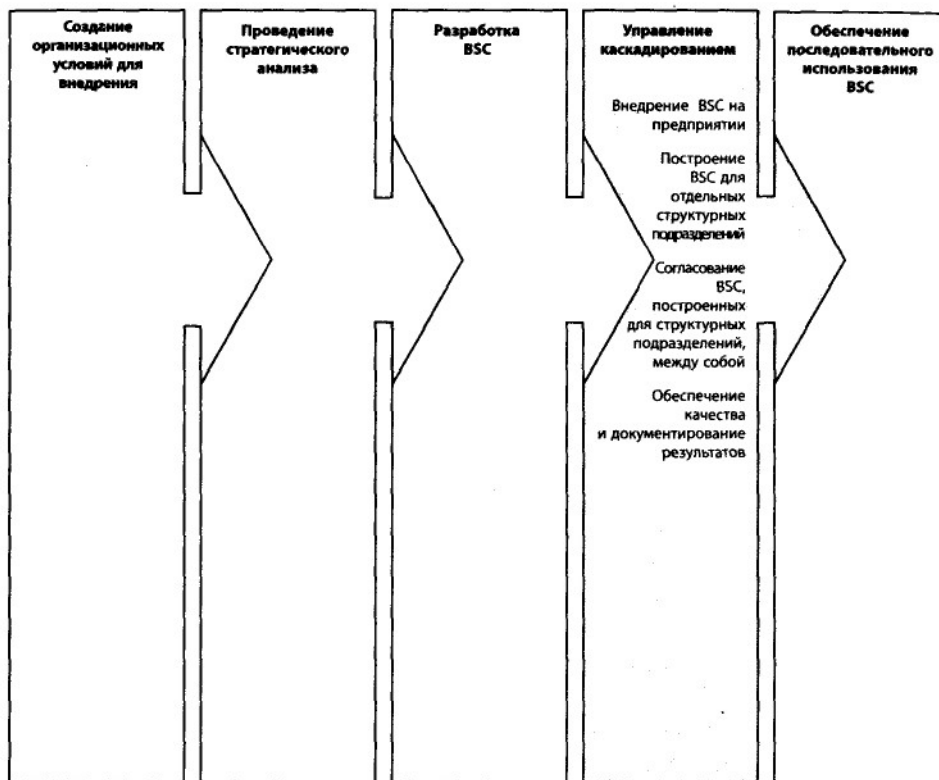 Создание
организационных
условий для
внедрения
Проведение
стратегического
анализа
Разработка
BSC
Управление
каскадированием
Внедрение BSC на
предприятии
Построение
BSC для
отдельных
структурных
подразделений
Согласование
BSC,
построенных
для структурных
подразделений,
между собой
Обеспечение
качества
и документирование
результатов
Обеспечение
последовательного
использования
BSC